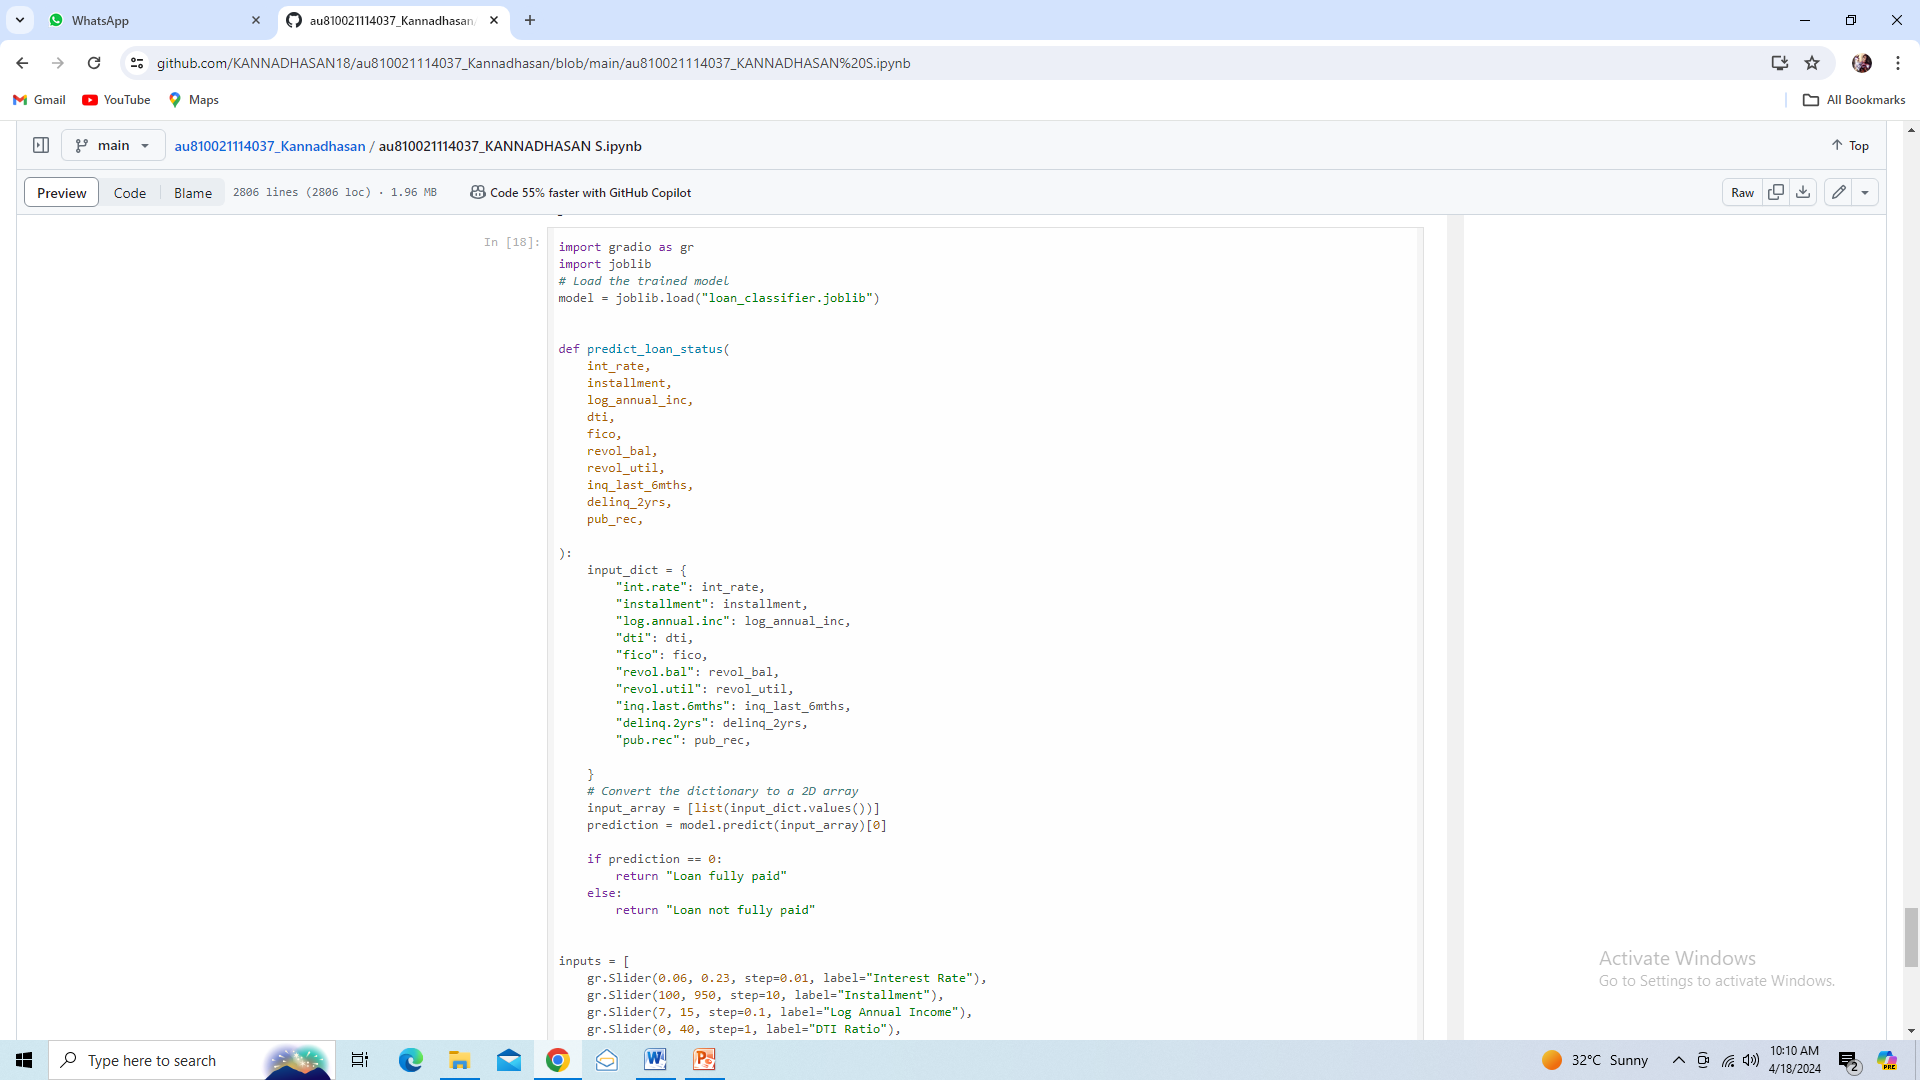 WhatsApp
au810021114037_Kannadhasan/
github.com/KANNADHASAN18/au810021114037_Kannadhasan/blob/main/au810021114037_KANNADHASAN%20S.ipynb
Gmail YouTube Maps All Bookmarks
main au810021114037_Kannadhasan / au810021114037_KANNADHASAN S.ipynb Top
Preview Code Blame 2806 lines (2806 loc) · 1.96 MB Code 55% faster with GitHub Copilot Raw
In [18]:
import gradio as gr
import joblib
# Load the trained model
model = joblib.load("loan_classifier.joblib")
def predict_loan_status(
    int_rate,
    installment,
    log_annual_inc,
    dti,
    fico,
    revol_bal,
    revol_util,
    inq_last_6mths,
    delinq_2yrs,
    pub_rec,
):
    input_dict = {
        "int.rate": int_rate,
        "installment": installment,
        "log.annual.inc": log_annual_inc,
        "dti": dti,
        "fico": fico,
        "revol.bal": revol_bal,
        "revol.util": revol_util,
        "inq.last.6mths": inq_last_6mths,
        "delinq.2yrs": delinq_2yrs,
        "pub.rec": pub_rec,
    }
    # Convert the dictionary to a 2D array
    input_array = [list(input_dict.values())]
    prediction = model.predict(input_array)[0]
    if prediction == 0:
        return "Loan fully paid"
    else:
        return "Loan not fully paid"
inputs = [
    gr.Slider(0.06, 0.23, step=0.01, label="Interest Rate"),
    gr.Slider(100, 950, step=10, label="Installment"),
    gr.Slider(7, 15, step=0.1, label="Log Annual Income"),
    gr.Slider(0, 40, step=1, label="DTI Ratio"),
Activate Windows
Go to Settings to activate Windows.
Type here to search
32°C Sunny
10:10 AM
4/18/2024
2
PRE